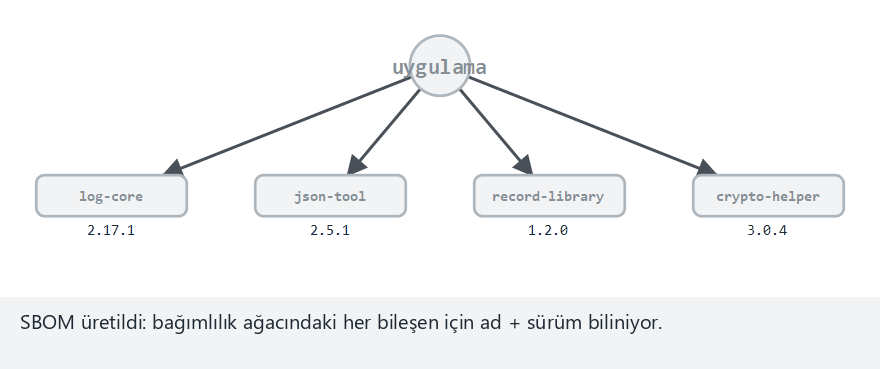 uygulama
log-core
json-tool
record-library
crypto-helper
2.17.1
2.5.1
1.2.0
3.0.4
SBOM üretildi: bağımlılık ağacındaki her bileşen için ad + sürüm biliniyor.